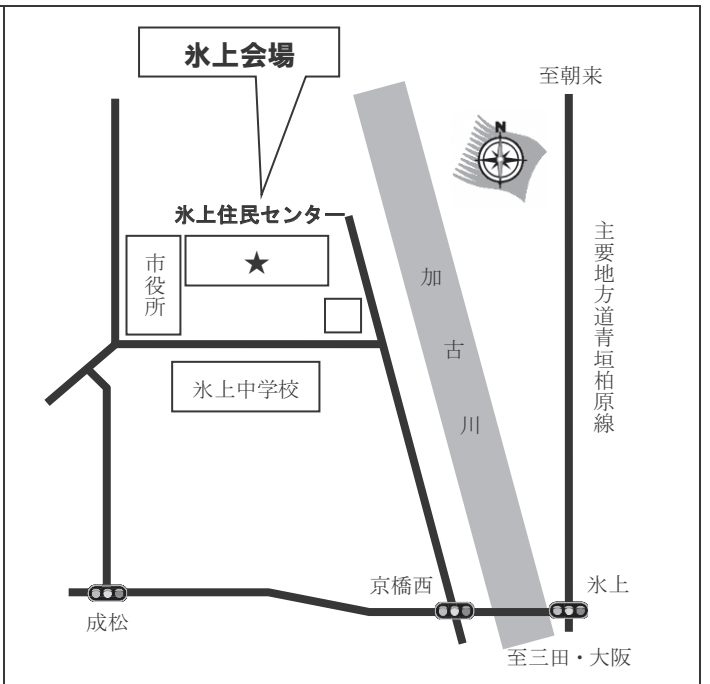 氷上会場
至朝来
N
氷上住民センター
市役所
加古川
主要地方道青垣柏原線
氷上中学校
京橋西
氷上
成松
至三田・大阪